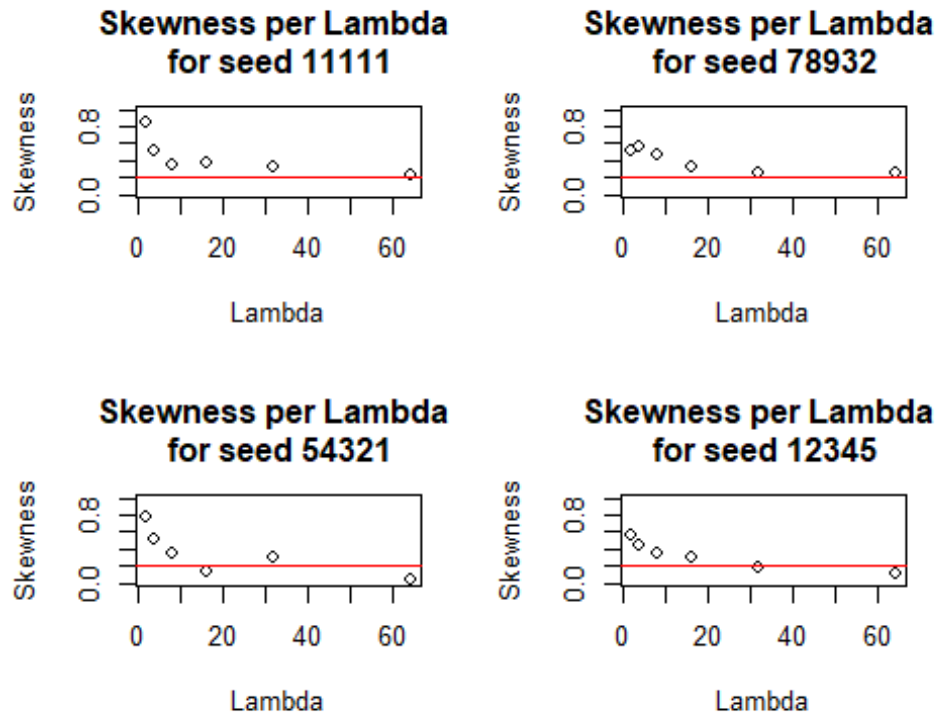 Skewness per Lambda
for seed 11111
Skewness
0.0 0.8
0 20 40 60
Lambda
Skewness per Lambda
for seed 78932
Skewness
0.0 0.8
0 20 40 60
Lambda
Skewness per Lambda
for seed 54321
Skewness
0.0 0.8
0 20 40 60
Lambda
Skewness per Lambda
for seed 12345
Skewness
0.0 0.8
0 20 40 60
Lambda